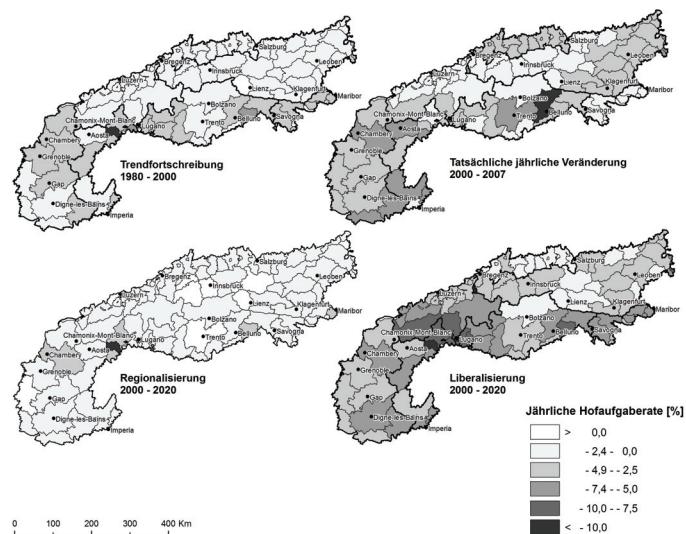 Salzburg
Bregenz
Leoben
Luzern
Innsbruck
Lienz
Klagenfurt
Maribor
Chamonix-Mont-Blanc
Bolzano
Savogna
Lugano
Trento
Belluno
Aosta
Chambery
Grenoble
Gap
Digne-les-Bains
Imperia
Trendfortschreibung
1980 - 2000
Salzburg
Bregenz
Leoben
Luzern
Innsbruck
Lienz
Klagenfurt
Maribor
Chamonix-Mont-Blanc
Bolzano
Savogna
Lugano
Trento
Belluno
Aosta
Chambery
Grenoble
Gap
Digne-les-Bains
Imperia
Tatsächliche jährliche Veränderung
2000 - 2007
Salzburg
Bregenz
Leoben
Luzern
Innsbruck
Lienz
Klagenfurt
Maribor
Chamonix-Mont-Blanc
Bolzano
Savogna
Lugano
Trento
Belluno
Aosta
Chambery
Grenoble
Gap
Digne-les-Bains
Imperia
Regionalisierung
2000 - 2020
Salzburg
Bregenz
Leoben
Luzern
Innsbruck
Lienz
Klagenfurt
Maribor
Chamonix-Mont-Blanc
Bolzano
Savogna
Lugano
Trento
Belluno
Aosta
Chambery
Grenoble
Gap
Digne-les-Bains
Imperia
Liberalisierung
2000 - 2020
Jährliche Hofaufgaberate [%]
> 0,0
- 2,4 - 0,0
- 4,9 - - 2,5
- 7,4 - - 5,0
- 10,0 - - 7,5
< - 10,0
0 100 200 300 400 Km